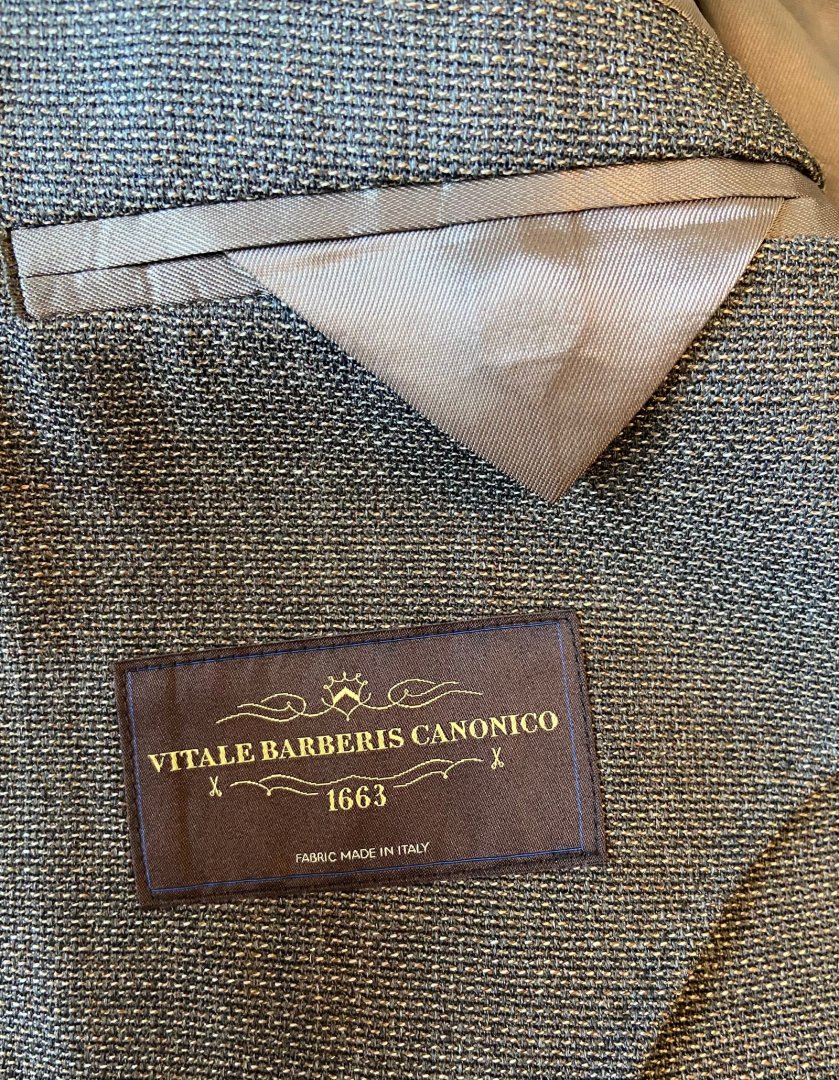 VITALE BARBERIS CANONICO
1663
FABRIC MADE IN ITALY